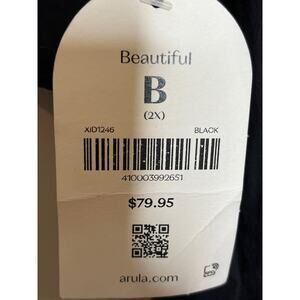 Beautiful
B
(2X)
XID1246 BLACK
410003992651
$79.95
arula.com